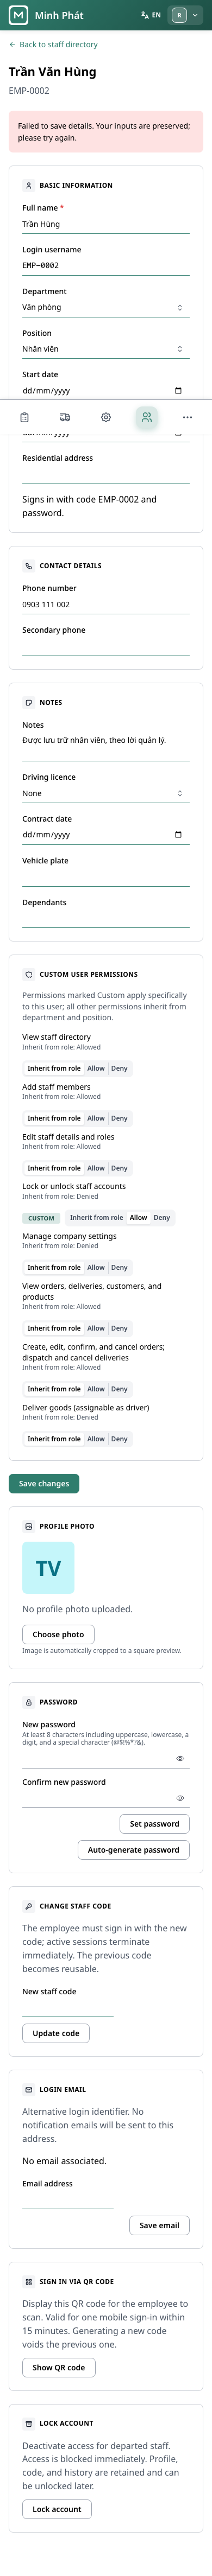 Minh Phát
EN
R
Back to staff directory
Trần Văn Hùng
EMP-0002
Failed to save details. Your inputs are preserved;
please try again.
BASIC INFORMATION
Full name *
Trần Hùng
Login username
EMP-0002
Department
Văn phòng
Position
Nhân viên
Start date
dd/mm/yyyy
Residential address
Signs in with code EMP-0002 and
password.
CONTACT DETAILS
Phone number
0903 111 002
Secondary phone
NOTES
Notes
Được lưu trữ nhân viên, theo lời quản lý.
Driving licence
None
Contract date
dd/mm/yyyy
Vehicle plate
Dependants
CUSTOM USER PERMISSIONS
Permissions marked Custom apply specifically
to this user; all other permissions inherit from
department and position.
View staff directory
Inherit from role: Allowed
Inherit from role Allow Deny
Add staff members
Inherit from role: Allowed
Inherit from role Allow Deny
Edit staff details and roles
Inherit from role: Allowed
Inherit from role Allow Deny
Lock or unlock staff accounts
Inherit from role: Denied
CUSTOM Inherit from role Allow Deny
Manage company settings
Inherit from role: Denied
Inherit from role Allow Deny
View orders, deliveries, customers, and
products
Inherit from role: Allowed
Inherit from role Allow Deny
Create, edit, confirm, and cancel orders;
dispatch and cancel deliveries
Inherit from role: Allowed
Inherit from role Allow Deny
Deliver goods (assignable as driver)
Inherit from role: Denied
Inherit from role Allow Deny
Save changes
PROFILE PHOTO
TV
No profile photo uploaded.
Choose photo
Image is automatically cropped to a square preview.
PASSWORD
New password
At least 8 characters including uppercase, lowercase, a
digit, and a special character (@$!%*?&).
Confirm new password
Set password
Auto-generate password
CHANGE STAFF CODE
The employee must sign in with the new
code; active sessions terminate
immediately. The previous code
becomes reusable.
New staff code
Update code
LOGIN EMAIL
Alternative login identifier. No
notification emails will be sent to this
address.
No email associated.
Email address
Save email
SIGN IN VIA QR CODE
Display this QR code for the employee to
scan. Valid for one mobile sign-in within
15 minutes. Generating a new code
voids the previous one.
Show QR code
LOCK ACCOUNT
Deactivate access for departed staff.
Access is blocked immediately. Profile,
code, and history are retained and can
be unlocked later.
Lock account